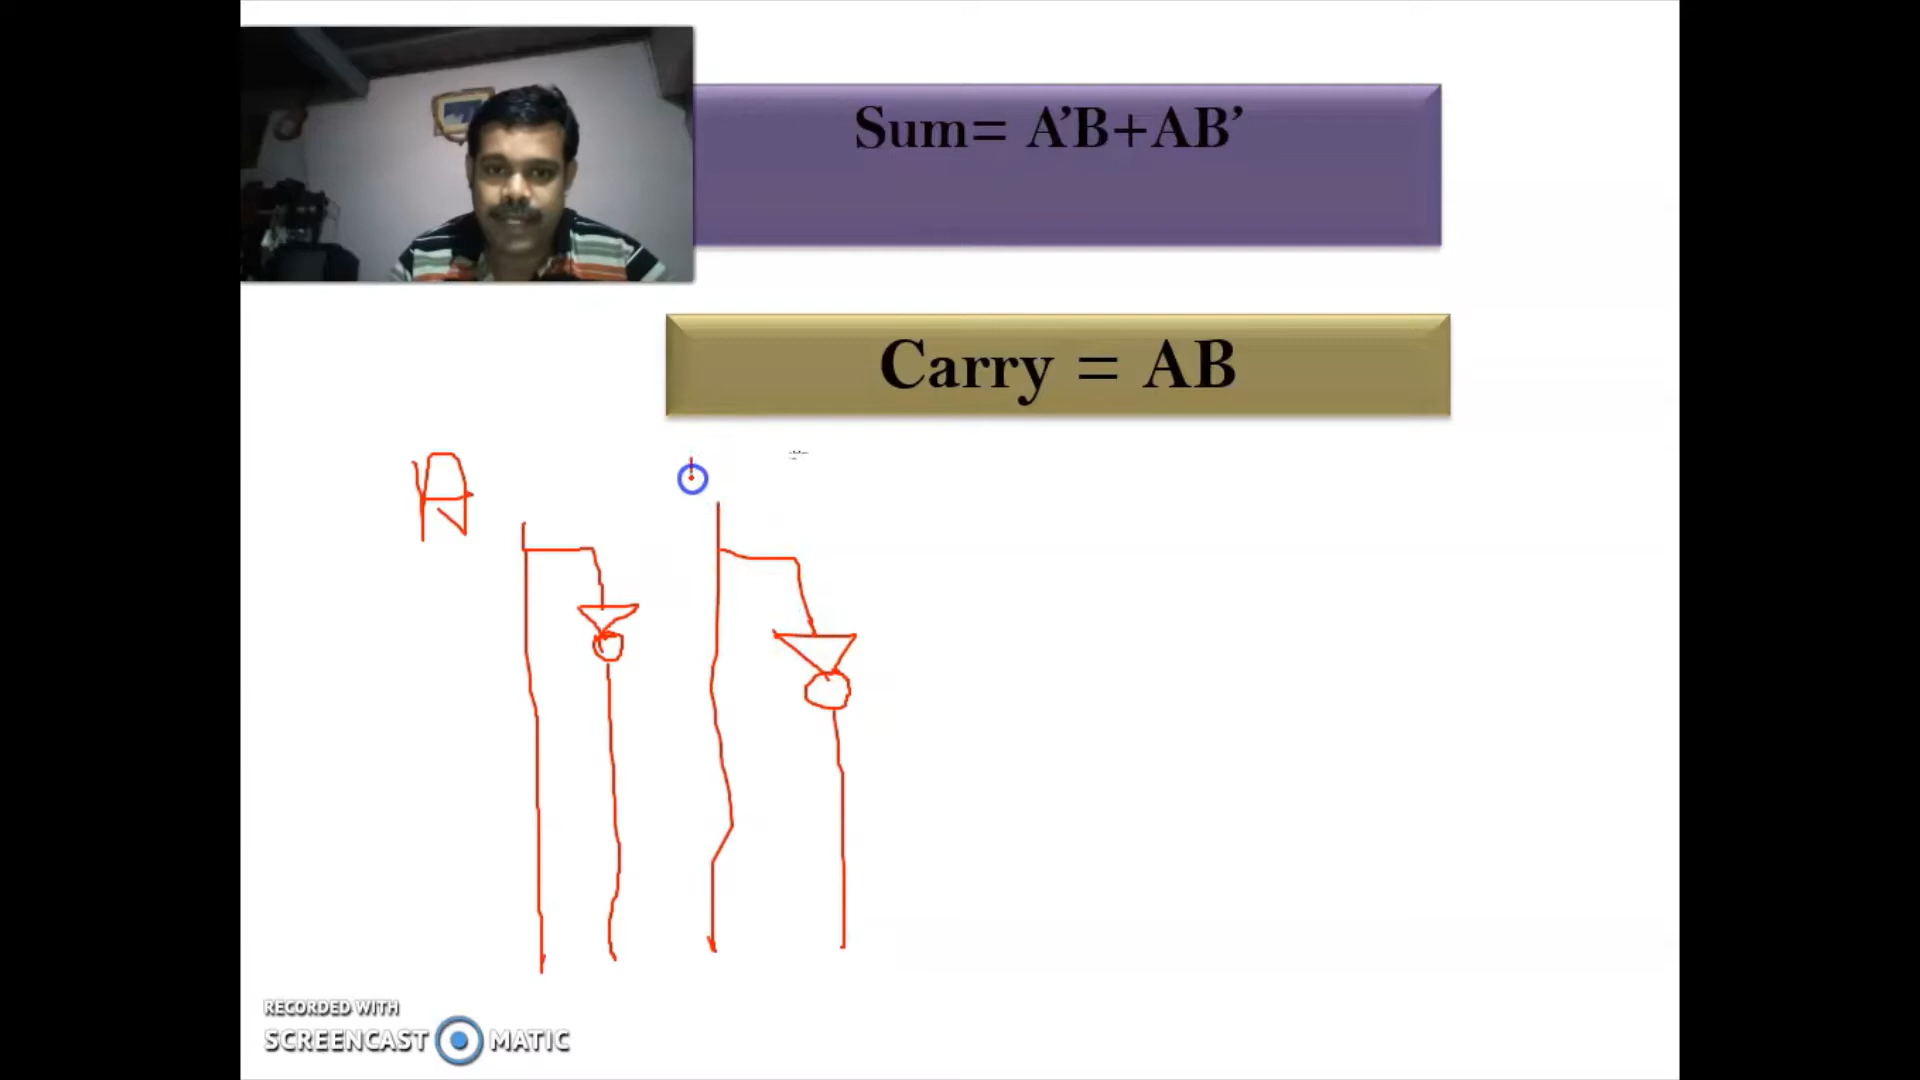 Sum= A’B+AB’
Carry = AB
A
RECORDED WITH
SCREENCAST MATIC